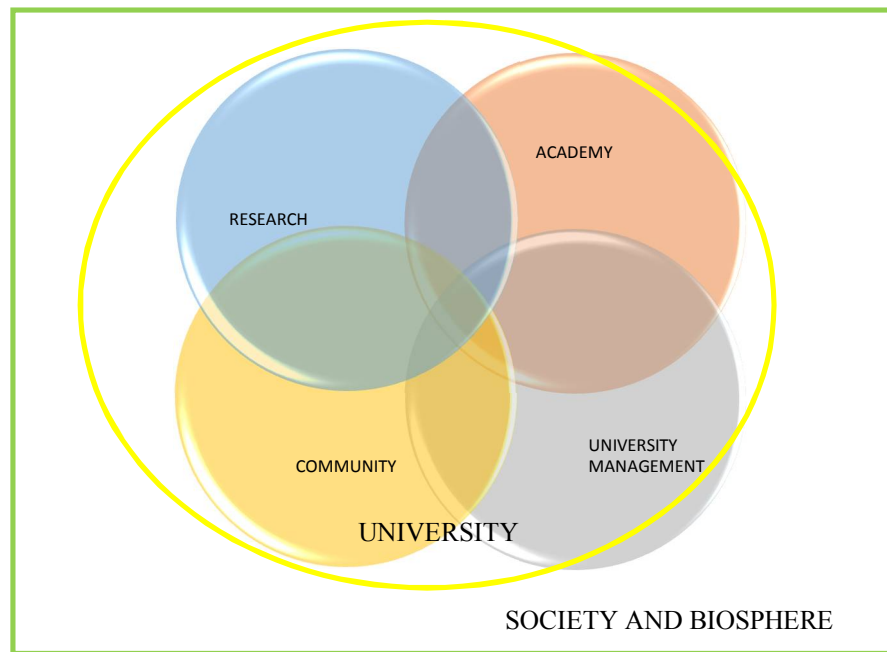 ACADEMY
RESEARCH
UNIVERSITY
MANAGEMENT
COMMUNITY
UNIVERSITY
SOCIETY AND BIOSPHERE